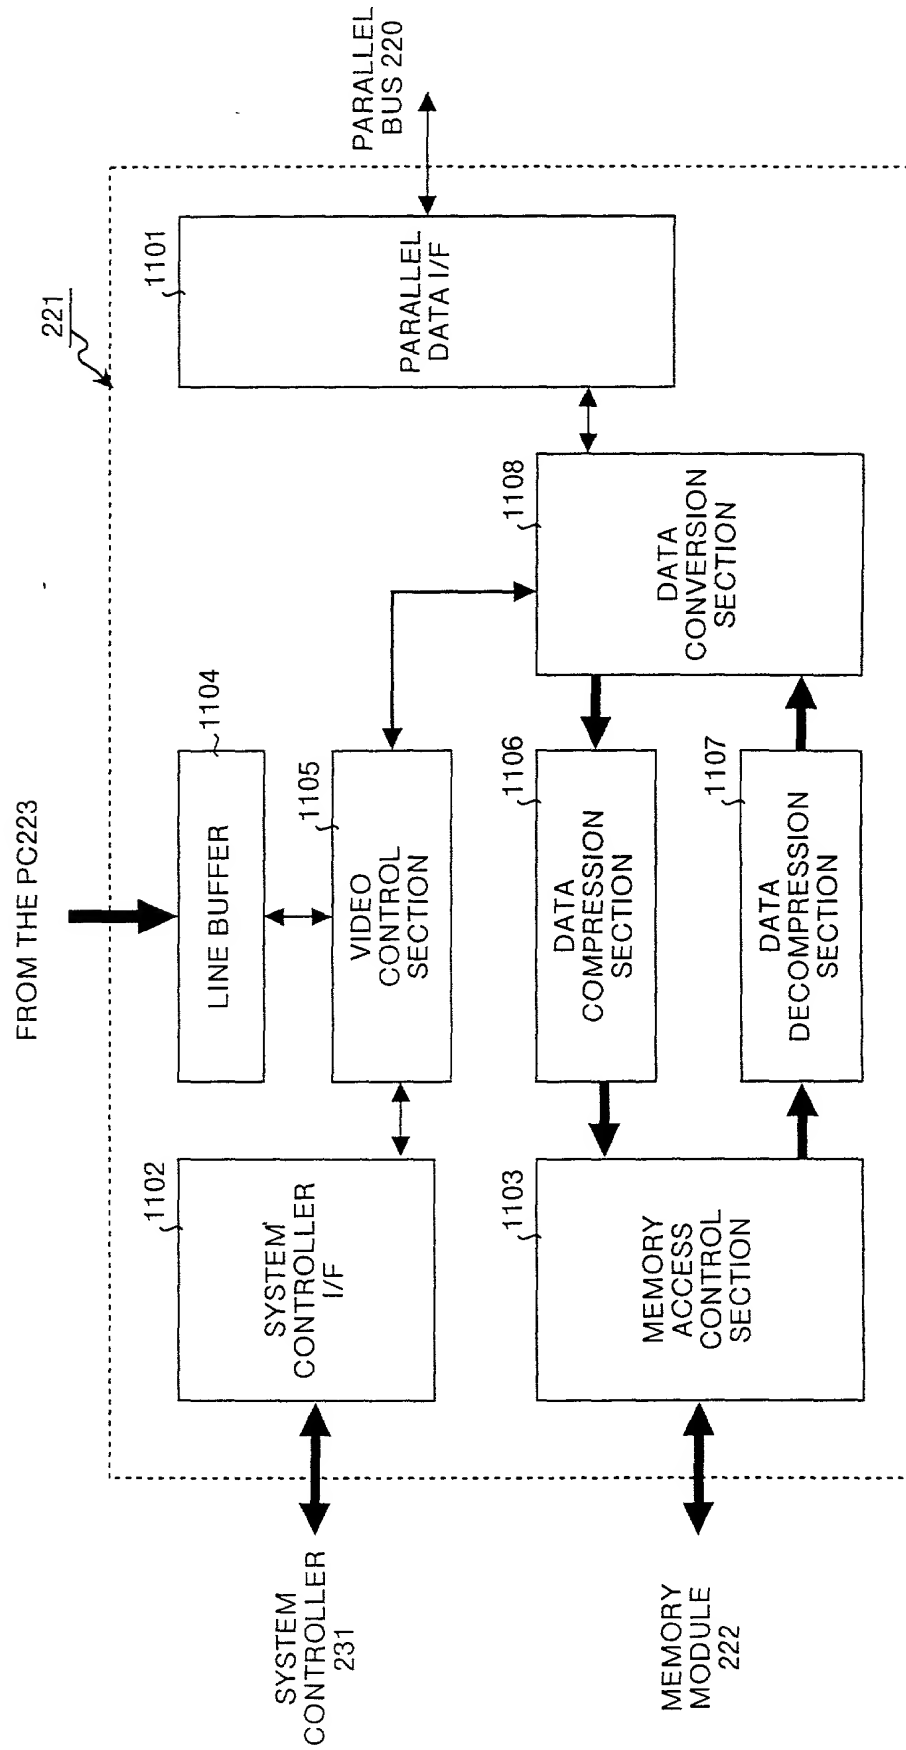 FROM THE PC223
221
SYSTEM
CONTROLLER
231
1102
SYSTEM
CONTROLLER
I/F
1104
LINE BUFFER
1105
VIDEO
CONTROL
SECTION
1101
PARALLEL
DATA I/F
PARALLEL
BUS 220
MEMORY
MODULE
222
1103
MEMORY
ACCESS
CONTROL
SECTION
1106
DATA
COMPRESSION
SECTION
1107
DATA
DECOMPRESSION
SECTION
1108
DATA
CONVERSION
SECTION